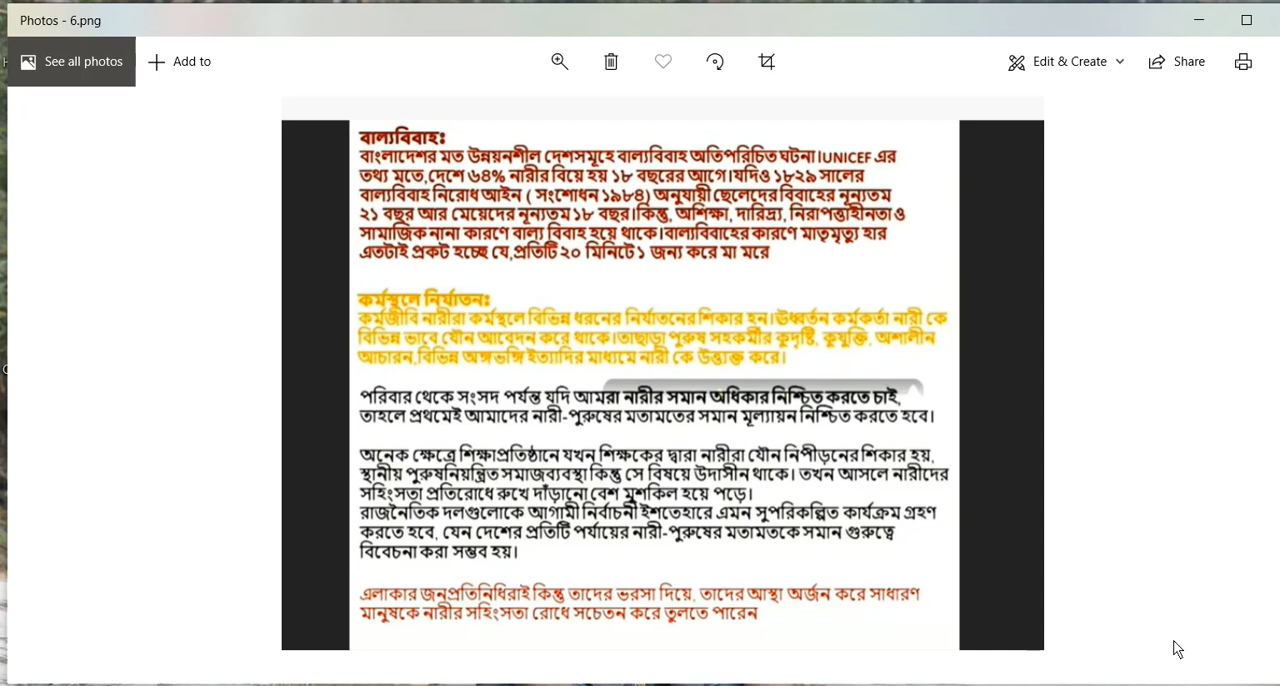 Photos - 6.png
See all photos
Add to
Edit & Create
Share
বাল্যবিবাহঃ
বাংলাদেশর মত উন্নয়নশীল দেশসমূহে বাল্যবিবাহ অতিপরিচিত ঘটনা।UNICEF এর
তথ্য মতে,দেশে ৬৪% নারীর বিয়ে হয় ১৮ বছরের আগে।যদিও ১৮২৯ সালের
বাল্যবিবাহ নিরোধ আইন ( সংশোধন ১৯৮৪) অনুযায়ী ছেলেদের বিবাহের নূন্যতম
২১ বছর আর মেয়েদের নূন্যতম ১৮ বছর।কিন্তু, অশিক্ষা, দারিদ্র্য, নিরাপত্তাহীনতা ও
সামাজিক নানা কারণে বাল্য বিবাহ হয়ে থাকে।বাল্যবিবাহের কারণে মাতৃমৃত্যু হার
এতটাই প্রকট হচ্ছে যে,প্রতিটি ২০ মিনিটে ১ জন্য করে মা মরে
কর্মস্থলে নির্যাতনঃ
কর্মজীবি নারীরা কর্মস্থলে বিভিন্ন ধরনের নির্যাতনের শিকার হন।ঊধ্বর্তন কর্মকর্তা নারী কে
বিভিন্ন ভাবে যৌন আবেদন করে থাকে।তাছাড়া পুরুষ সহকর্মীর কুদৃষ্টি, কুযুক্তি, অশালীন
আচারন,বিভিন্ন অঙ্গভঙ্গি ইত্যাদির মাধ্যমে নারী কে উত্ত্যক্ত করে।
পরিবার থেকে সংসদ পর্যন্ত যদি আমরা নারীর সমান অধিকার নিশ্চিত করতে চাই,
তাহলে প্রথমেই আমাদের নারী-পুরুষের মতামতের সমান মূল্যায়ন নিশ্চিত করতে হবে।
অনেক ক্ষেত্রে শিক্ষাপ্রতিষ্ঠানে যখন শিক্ষকের দ্বারা নারীরা যৌন নিপীড়নের শিকার হয়,
স্থানীয় পুরুষনিয়ন্ত্রিত সমাজব্যবস্থা কিন্তু সে বিষয়ে উদাসীন থাকে। তখন আসলে নারীদের
সহিংসতা প্রতিরোধে রুখে দাঁড়ানো বেশ মুশকিল হয়ে পড়ে।
রাজনৈতিক দলগুলোকে আগামী নির্বাচনী ইশতেহারে এমন সুপরিকল্পিত কার্যক্রম গ্রহণ
করতে হবে, যেন দেশের প্রতিটি পর্যায়ের নারী-পুরুষের মতামতকে সমান গুরুত্বে
বিবেচনা করা সম্ভব হয়।
এলাকার জনপ্রতিনিধিরাই কিন্তু তাদের ভরসা দিয়ে, তাদের আস্থা অর্জন করে সাধারণ
মানুষকে নারীর সহিংসতা রোধে সচেতন করে তুলতে পারেন